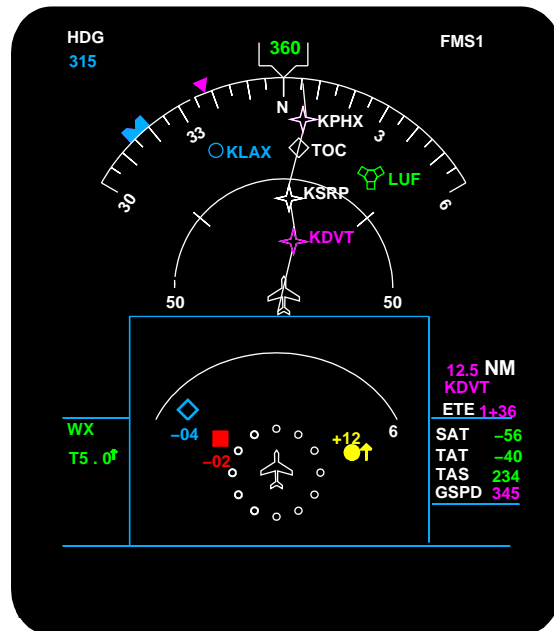 HDG
315
360
FMS1
N
33
3
30
6
KPHX
TOC
KLAX
LUF
KSRP
KDVT
50
50
12.5 NM
KDVT
ETE 1+36
SAT −56
TAT −40
TAS 234
GSPD 345
WX
T5 . 0
6
−04
−02
+12